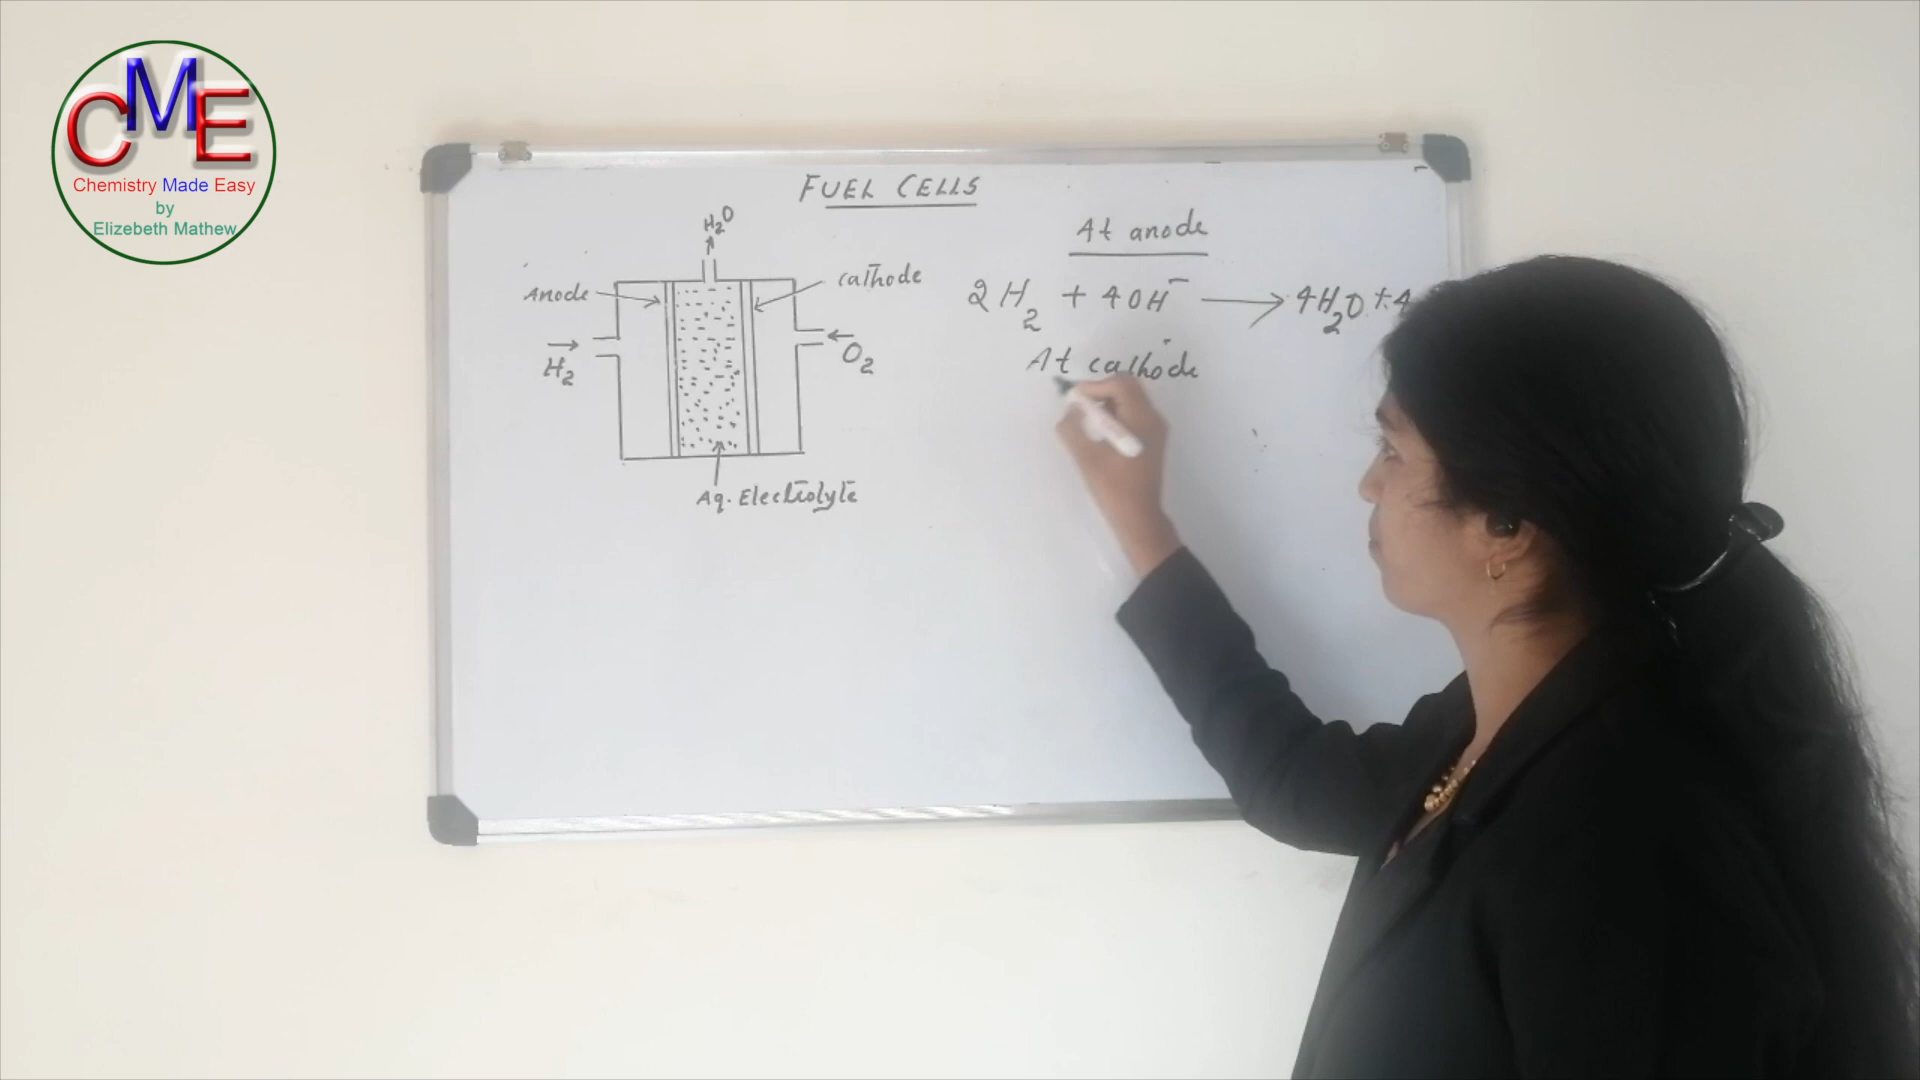 CME
Chemistry Made Easy
by
Elizebeth Mathew
FUEL CELLS
H₂O
Anode
cathode
H₂
O₂
Aq. Electrolyte
At anode
2H₂ + 4OH⁻ ⟶ 4H₂O + 4
At cathode